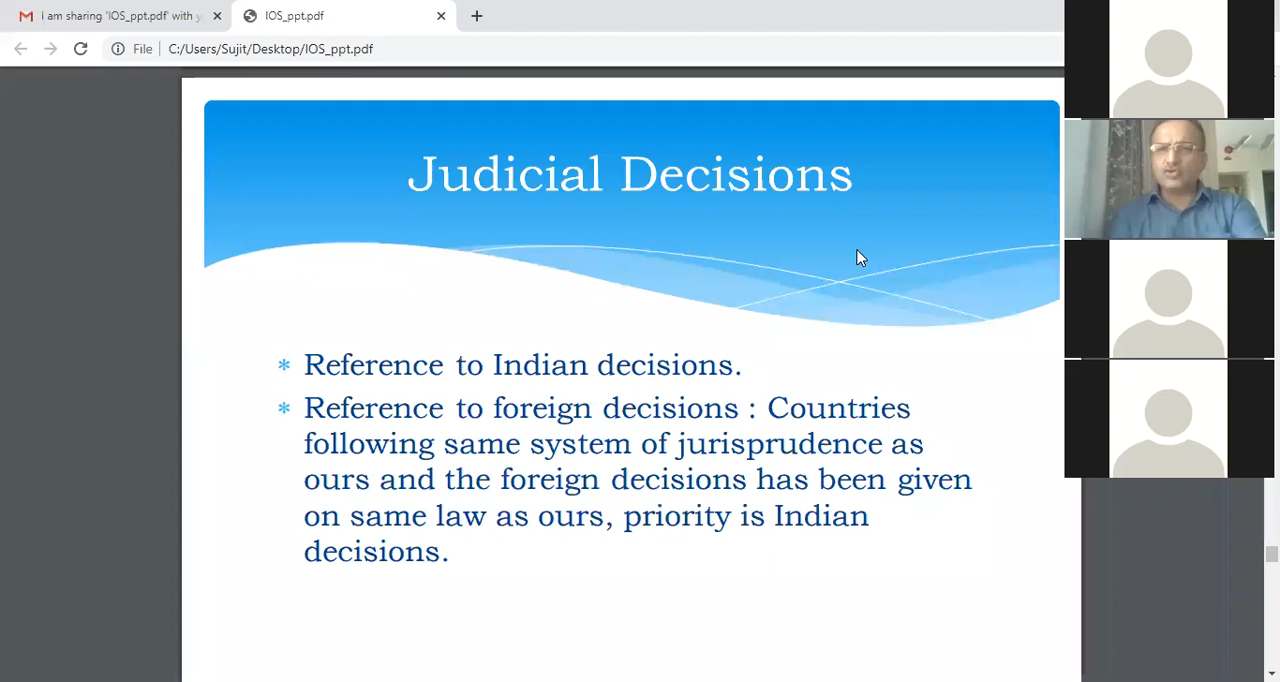 I am sharing 'IOS_ppt.pdf' with
IOS_ppt.pdf
File
C:/Users/Sujit/Desktop/IOS_ppt.pdf
Judicial Decisions
* Reference to Indian decisions.
* Reference to foreign decisions : Countries
following same system of jurisprudence as
ours and the foreign decisions has been given
on same law as ours, priority is Indian
decisions.